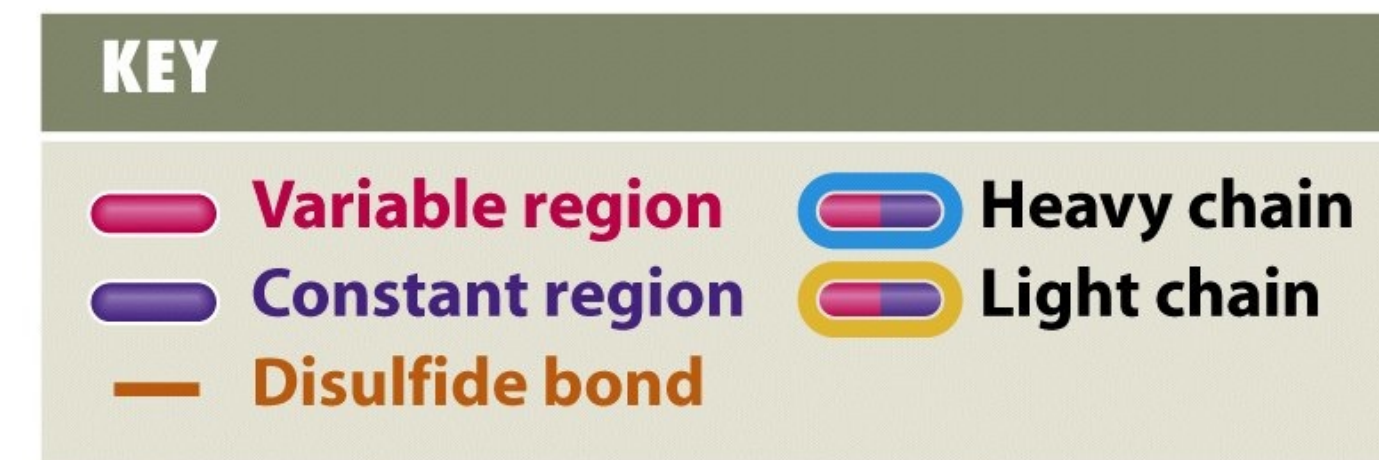 KEY
Variable region
Constant region
Disulfide bond
Heavy chain
Light chain